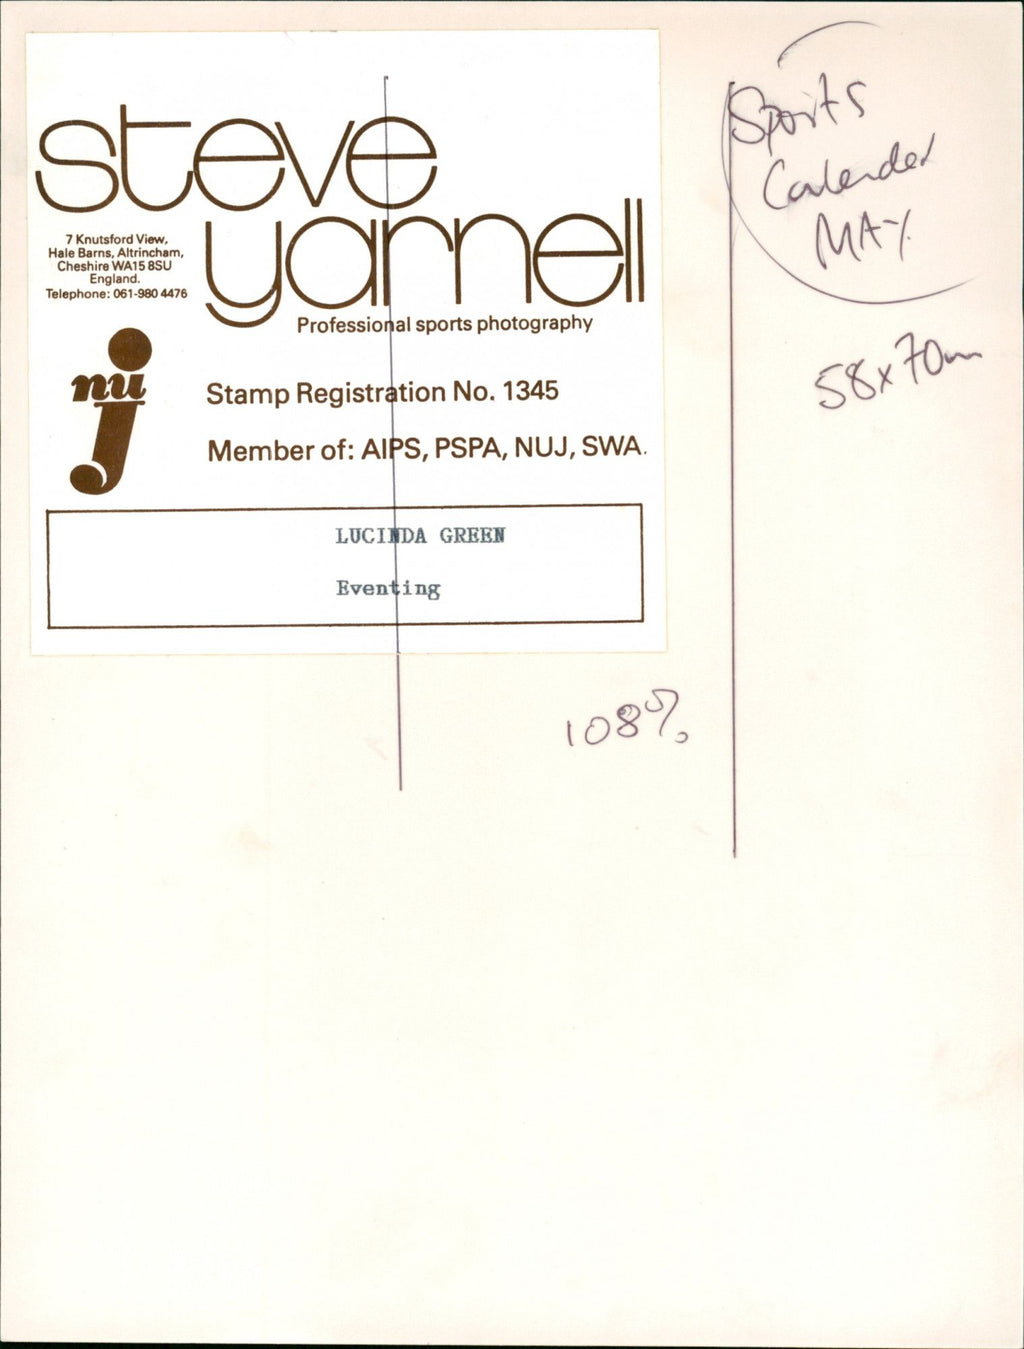 steve
yarnell
7 Knutsford View,
Hale Barns, Altrincham,
Cheshire WA15 8SU
England.
Telephone: 061-980 4476
Professional sports photography
nuj
Stamp Registration No. 1345
Member of: AIPS, PSPA, NUJ, SWA.
LUCINDA GREEN
Eventing
Sports
Calender
MAY
58x70mm
108%